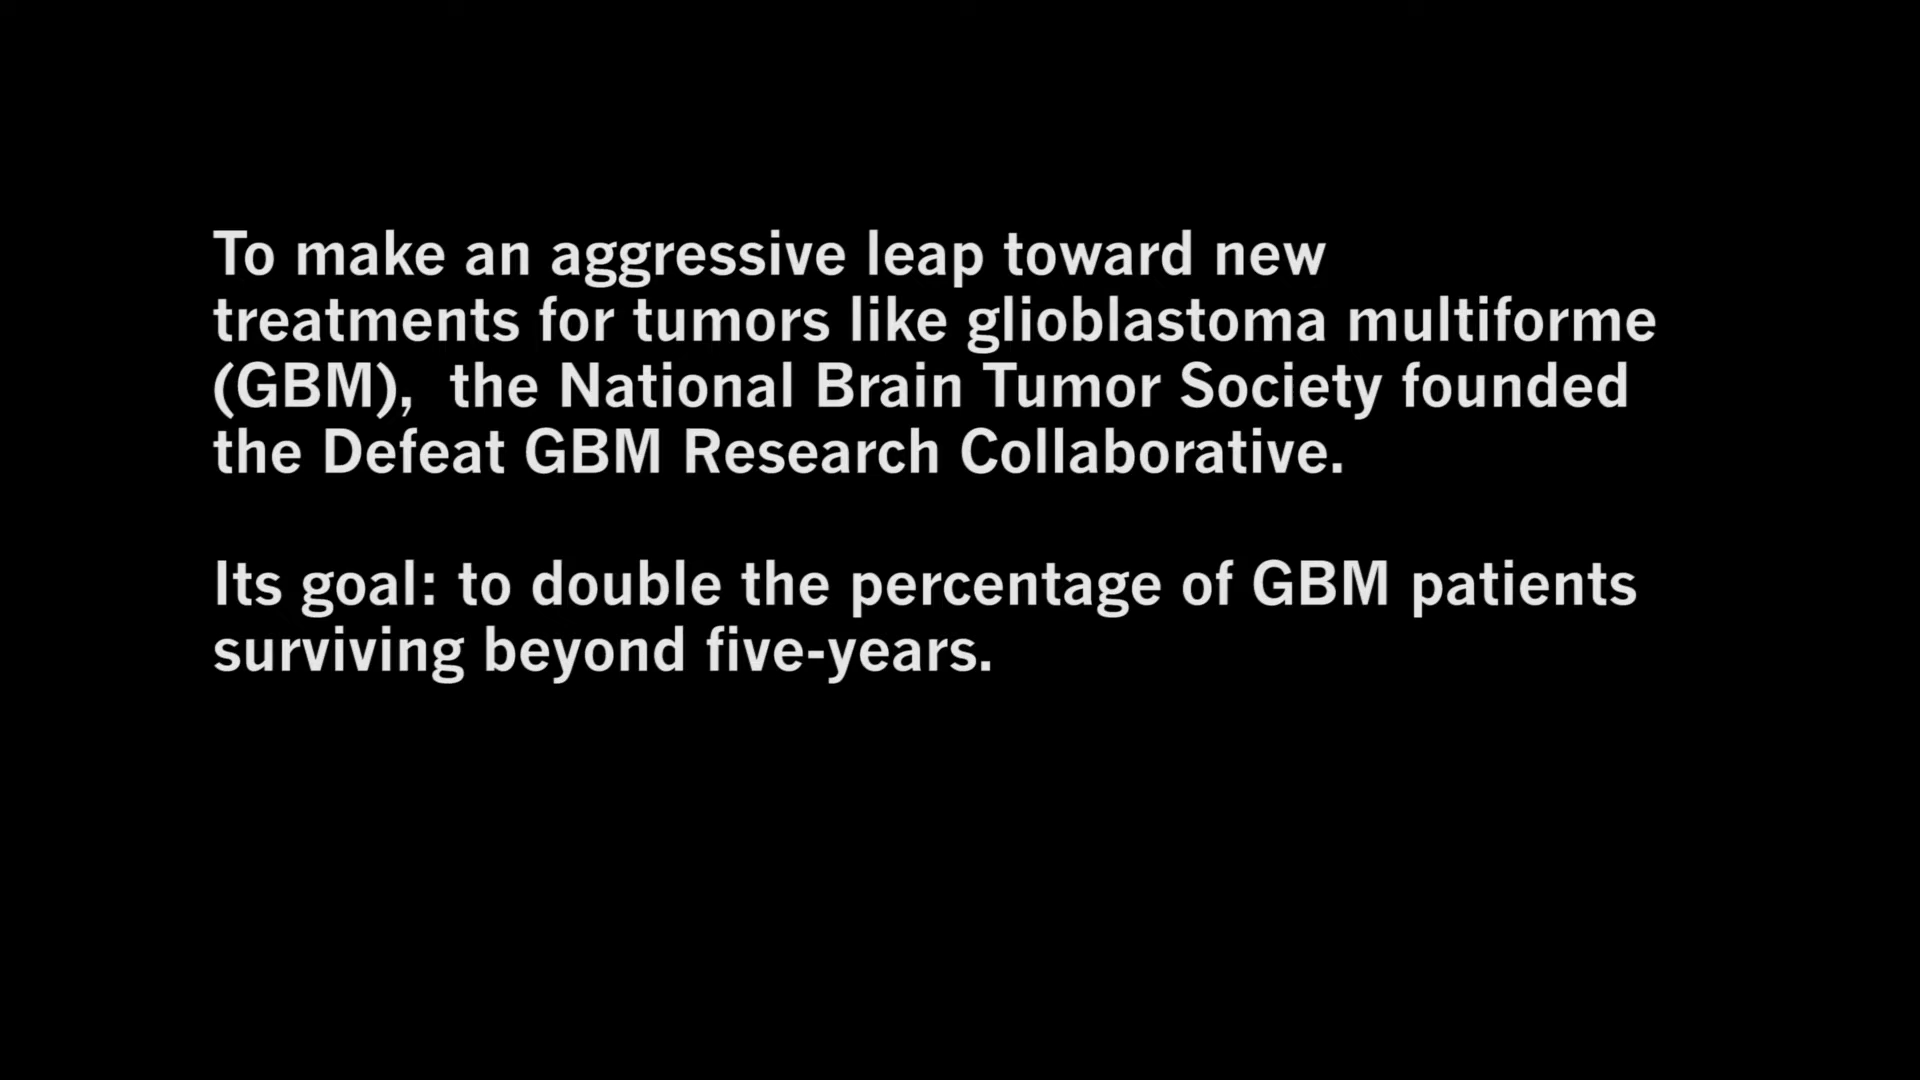 To make an aggressive leap toward new
treatments for tumors like glioblastoma multiforme
(GBM),  the National Brain Tumor Society founded
the Defeat GBM Research Collaborative.
Its goal: to double the percentage of GBM patients
surviving beyond five-years.